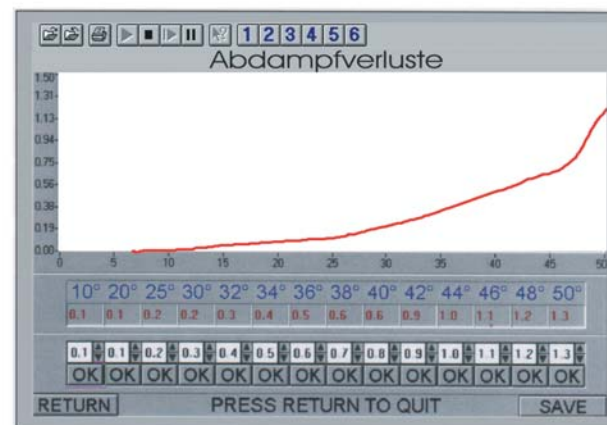 1 2 3 4 5 6
Abdampfverluste
1.50
1.31
1.13
0.94
0.75
0.56
0.38
0.19
0.00
0 5 10 15 20 25 30 35 40 45 50
10° 20° 25° 30° 32° 34° 36° 38° 40° 42° 44° 46° 48° 50°
0.1 0.1 0.2 0.2 0.3 0.4 0.5 0.6 0.6 0.9 1.0 1.1 1.2 1.3
0.1 0.1 0.2 0.3 0.4 0.5 0.6 0.7 0.8 0.9 1.0 1.1 1.2 1.3
OK OK OK OK OK OK OK OK OK OK OK OK OK OK
RETURN PRESS RETURN TO QUIT SAVE